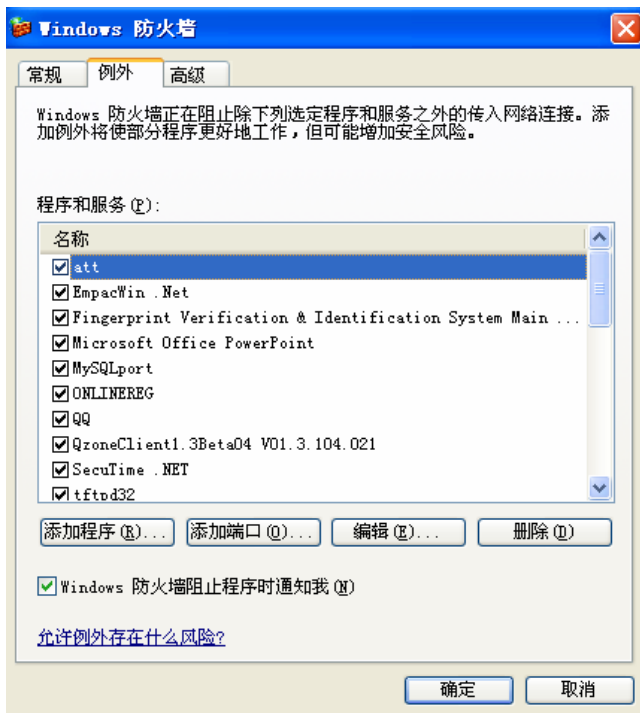 Windows 防火墙
常规 例外 高级
Windows 防火墙正在阻止除下列选定程序和服务之外的传入网络连接。添
加例外将使部分程序更好地工作，但可能增加安全风险。
程序和服务(P):
名称
att
EmpacWin .Net
Fingerprint Verification & Identification System Main ...
Microsoft Office PowerPoint
MySQLport
ONLINEREG
QQ
QzoneClient1.3Beta04 V01.3.104.021
SecuTime .NET
tftpd32
添加程序(R)... 添加端口(O)... 编辑(E)... 删除(D)
Windows 防火墙阻止程序时通知我(N)
允许例外存在什么风险?
确定 取消